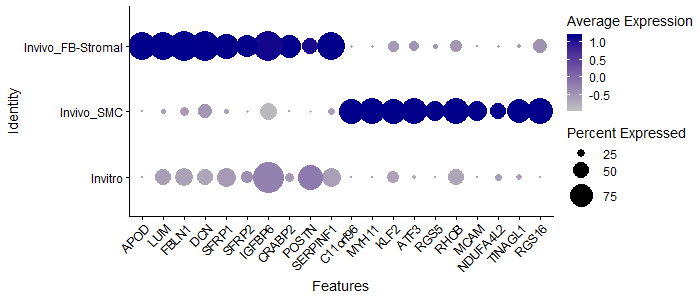 Average Expression
1.0
0.5
0.0
-0.5
Percent Expressed
25
50
75
Identity
Invivo_FB-Stromal
Invivo_SMC
Invitro
APOD
LUM
FBLN1
DCN
SFRP1
SFRP2
IGFBP6
CRABP2
POSTN
SERPINF1
C11orf96
MYH11
KLF2
ATF3
RGS5
RHOB
MCAM
NDUFA4L2
TINAGL1
RGS16
Features